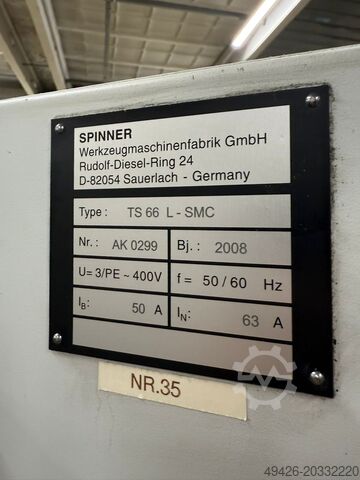 SPINNER
Werkzeugmaschinenfabrik GmbH
Rudolf-Diesel-Ring 24
D-82054 Sauerlach - Germany
Type: TS 66 L - SMC
Nr.: AK 0299 Bj.: 2008
U= 3/PE ~ 400V f = 50 / 60 Hz
IB: 50 A IN: 63 A
NR.35
49426-20332220